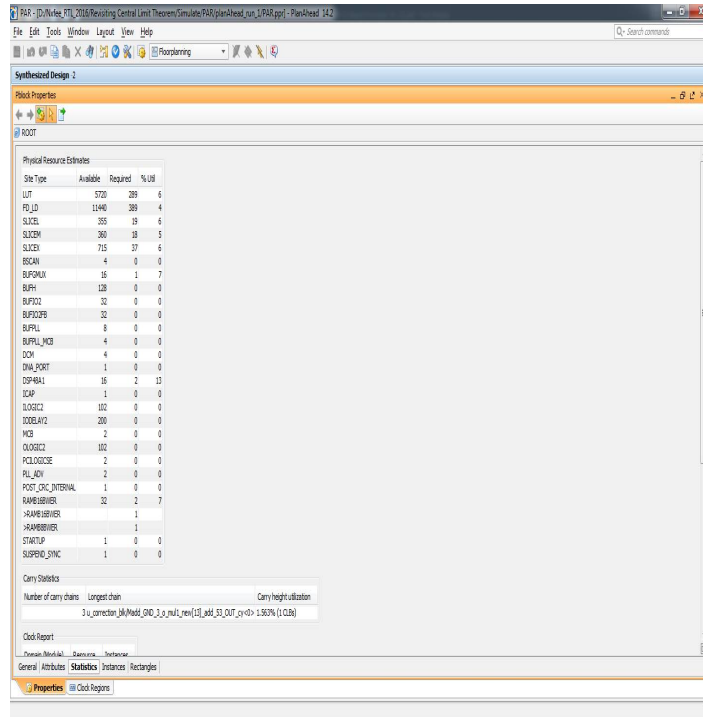 PAR - [D:/Nirfee_RTL_2016/Revisiting Central Limit Theorem/Simulate/PAR/planAhead_run_1/PAR.ppr] - PlanAhead 14.2
File Edit Tools Window Layout View Help
Search commands
Floorplanning
Synthesized Design -2
Pblock Properties
ROOT
Physical Resource Estimates
Site Type Available Required % Util
LUT 5720 289 6
FD_LD 11440 389 4
SLICEL 355 19 6
SLICEM 360 18 5
SLICEX 715 37 6
BSCAN 4 0 0
BUFGMUX 16 1 7
BUFH 128 0 0
BUFIO2 32 0 0
BUFIO2FB 32 0 0
BUFPLL 8 0 0
BUFPLL_MCB 4 0 0
DCM 4 0 0
DNA_PORT 1 0 0
DSP48A1 16 2 13
ICAP 1 0 0
ILOGIC2 102 0 0
IODELAY2 200 0 0
MCB 2 0 0
OLOGIC2 102 0 0
PCILOGICSE 2 0 0
PLL_ADV 2 0 0
POST_CRC_INTERNAL 1 0 0
RAMB16BWER 32 2 7
>RAMB16BWER 1
>RAMB8BWER 1
STARTUP 1 0 0
SUSPEND_SYNC 1 0 0
Carry Statistics
Number of carry chains Longest chain Carry height utilization
3 u_correction_blk/Madd_GND_3_o_mul1_new[13]_add_53_OUT_cy<0> 1.563% (1 CLBs)
Clock Report
Domain (Module) Resource Instances
General Attributes Statistics Instances Rectangles
Properties Clock Regions